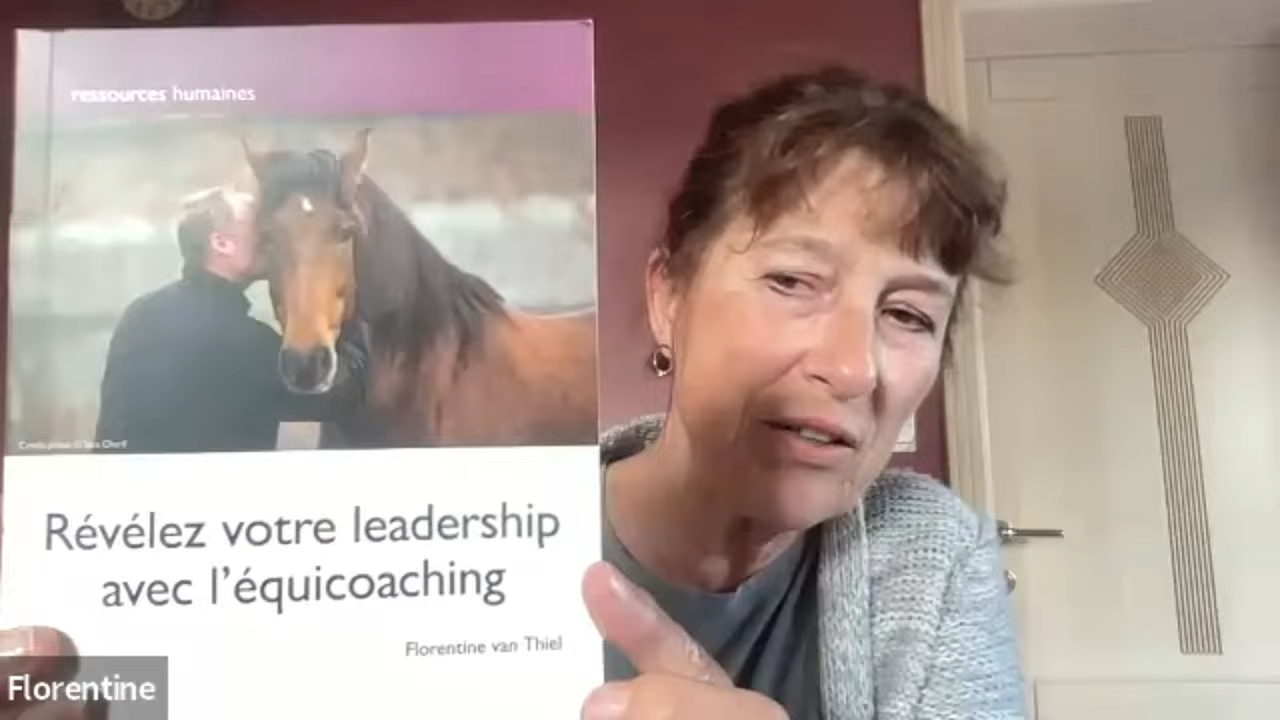 ressources humaines
Révélez votre leadership
avec l'équicoaching
Florentine van Thiel
Florentine